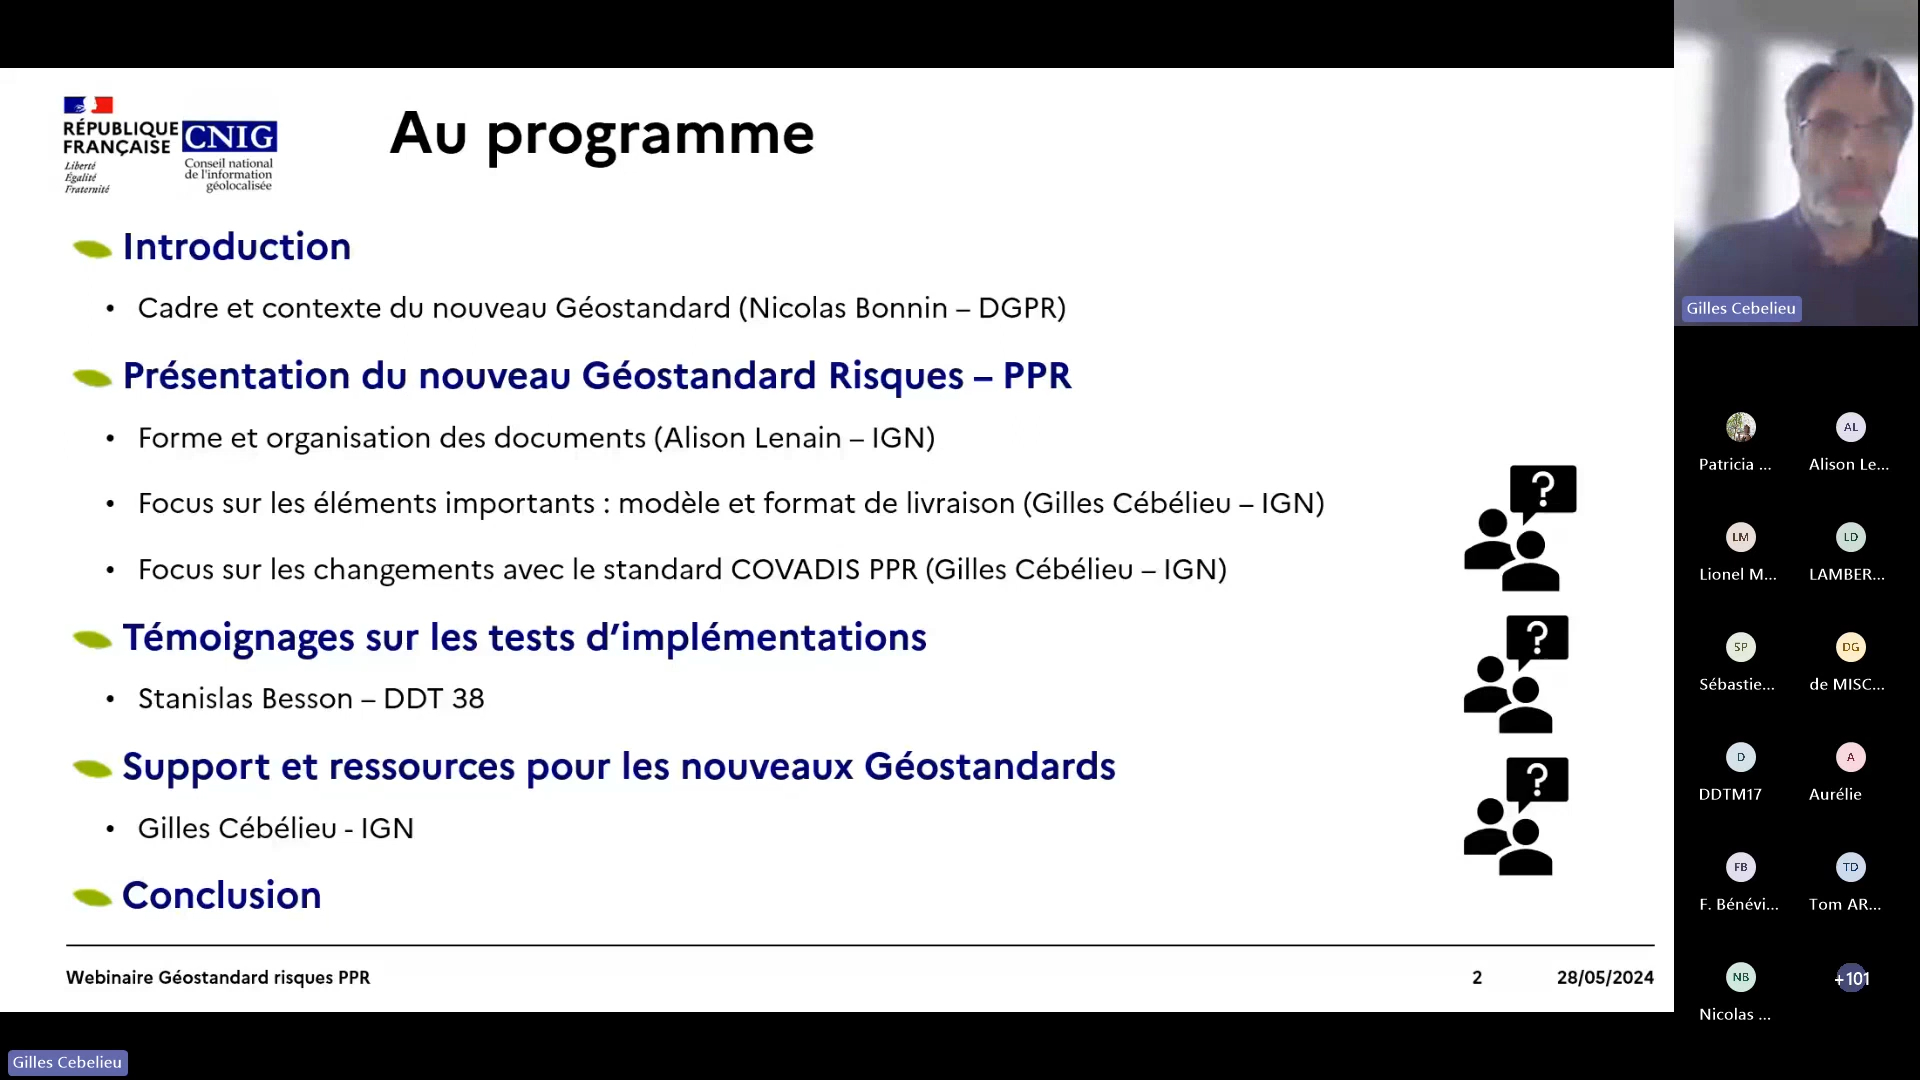 RÉPUBLIQUE
FRANÇAISE
Liberté
Égalité
Fraternité
CNIG
Conseil national
de l'information
géolocalisée
Au programme
Introduction
• Cadre et contexte du nouveau Géostandard (Nicolas Bonnin – DGPR)
Présentation du nouveau Géostandard Risques – PPR
• Forme et organisation des documents (Alison Lenain – IGN)
• Focus sur les éléments importants : modèle et format de livraison (Gilles Cébélieu – IGN)
• Focus sur les changements avec le standard COVADIS PPR (Gilles Cébélieu – IGN)
?
Témoignages sur les tests d’implémentations
• Stanislas Besson – DDT 38
?
Support et ressources pour les nouveaux Géostandards
• Gilles Cébélieu - IGN
?
Conclusion
Webinaire Géostandard risques PPR
2
28/05/2024
Gilles Cebelieu
Gilles Cebelieu
Patricia ...
AL
Alison Le...
LM
Lionel M...
LD
LAMBER...
SP
Sébastie...
DG
de MISC...
D
DDTM17
A
Aurélie
FB
F. Bénévi...
TD
Tom AR...
NB
Nicolas ...
+101